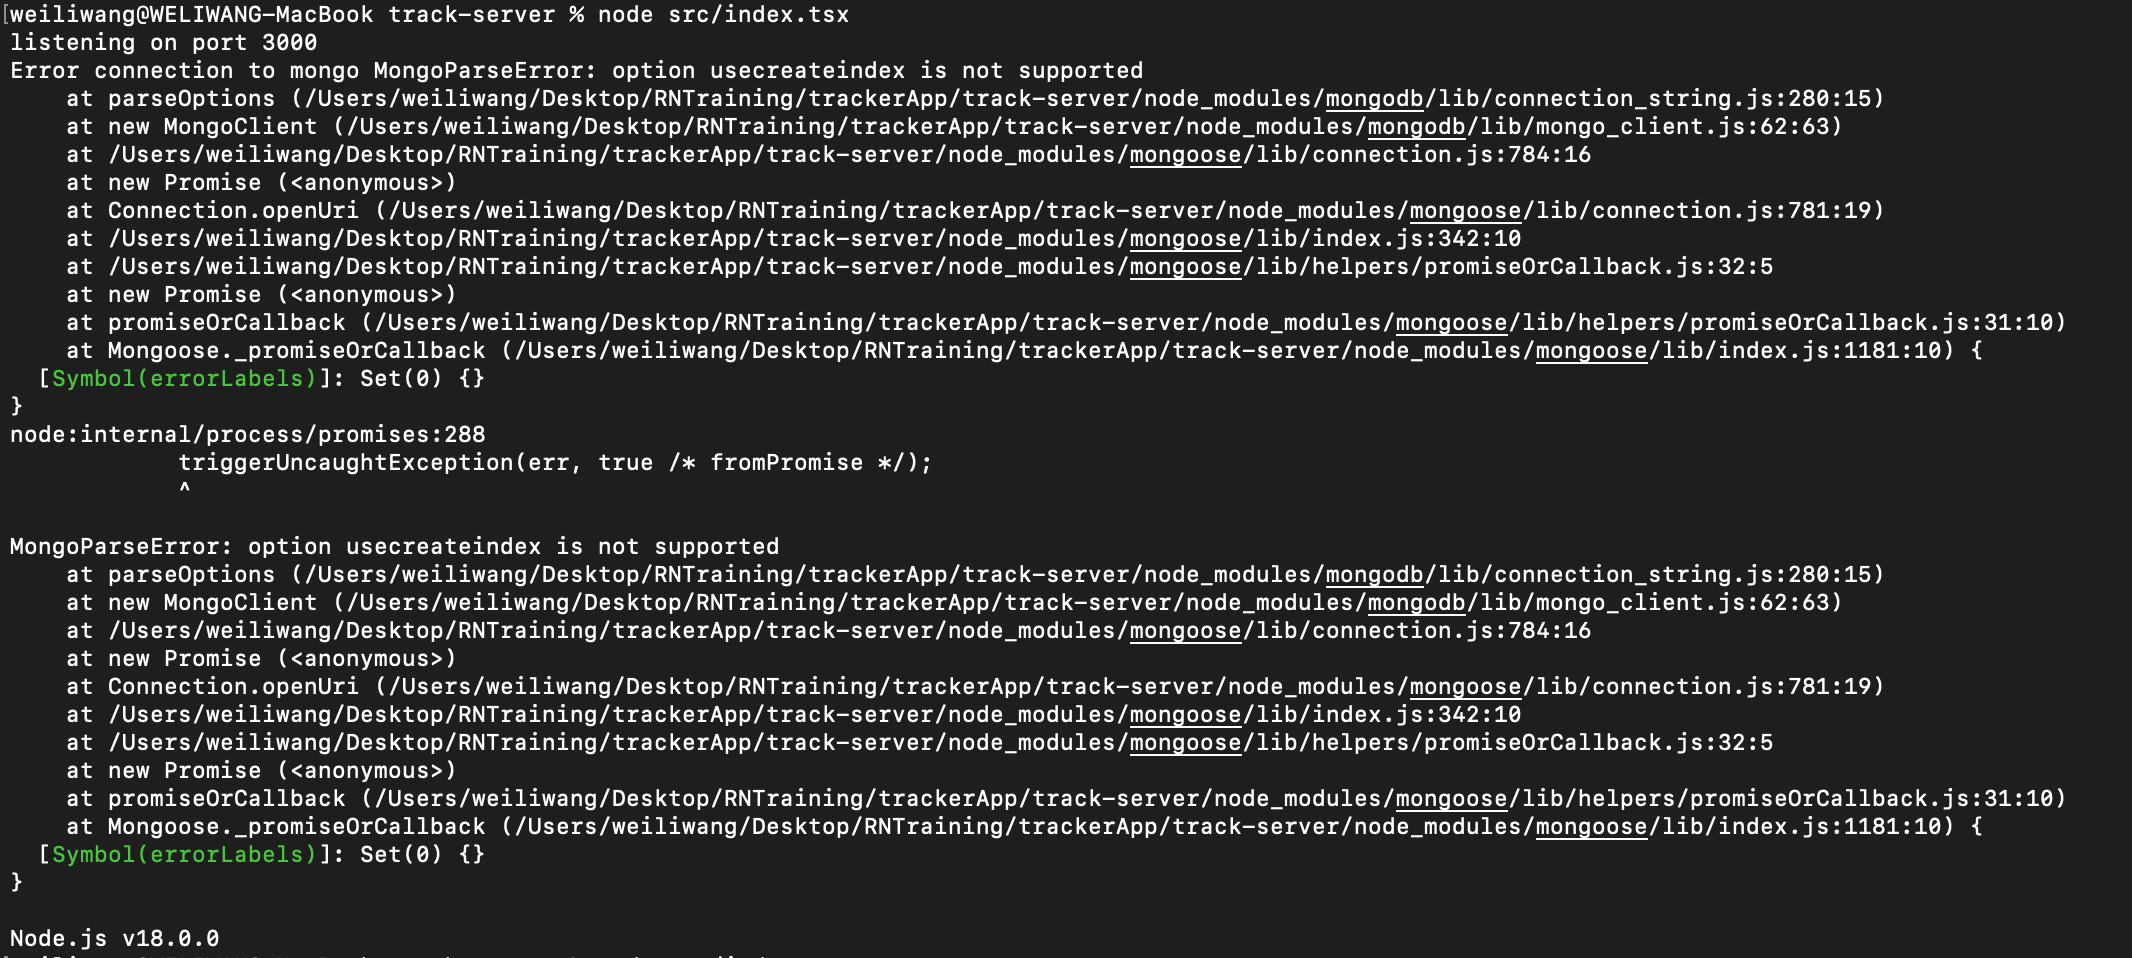 [weiliwang@WELIWANG-MacBook track-server % node src/index.tsx
listening on port 3000
Error connection to mongo MongoParseError: option usecreateindex is not supported
    at parseOptions (/Users/weiliwang/Desktop/RNTraining/trackerApp/track-server/node_modules/mongodb/lib/connection_string.js:280:15)
    at new MongoClient (/Users/weiliwang/Desktop/RNTraining/trackerApp/track-server/node_modules/mongodb/lib/mongo_client.js:62:63)
    at /Users/weiliwang/Desktop/RNTraining/trackerApp/track-server/node_modules/mongoose/lib/connection.js:784:16
    at new Promise (<anonymous>)
    at Connection.openUri (/Users/weiliwang/Desktop/RNTraining/trackerApp/track-server/node_modules/mongoose/lib/connection.js:781:19)
    at /Users/weiliwang/Desktop/RNTraining/trackerApp/track-server/node_modules/mongoose/lib/index.js:342:10
    at /Users/weiliwang/Desktop/RNTraining/trackerApp/track-server/node_modules/mongoose/lib/helpers/promiseOrCallback.js:32:5
    at new Promise (<anonymous>)
    at promiseOrCallback (/Users/weiliwang/Desktop/RNTraining/trackerApp/track-server/node_modules/mongoose/lib/helpers/promiseOrCallback.js:31:10)
    at Mongoose._promiseOrCallback (/Users/weiliwang/Desktop/RNTraining/trackerApp/track-server/node_modules/mongoose/lib/index.js:1181:10) {
  [Symbol(errorLabels)]: Set(0) {}
}
node:internal/process/promises:288
            triggerUncaughtException(err, true /* fromPromise */);
            ^

MongoParseError: option usecreateindex is not supported
    at parseOptions (/Users/weiliwang/Desktop/RNTraining/trackerApp/track-server/node_modules/mongodb/lib/connection_string.js:280:15)
    at new MongoClient (/Users/weiliwang/Desktop/RNTraining/trackerApp/track-server/node_modules/mongodb/lib/mongo_client.js:62:63)
    at /Users/weiliwang/Desktop/RNTraining/trackerApp/track-server/node_modules/mongoose/lib/connection.js:784:16
    at new Promise (<anonymous>)
    at Connection.openUri (/Users/weiliwang/Desktop/RNTraining/trackerApp/track-server/node_modules/mongoose/lib/connection.js:781:19)
    at /Users/weiliwang/Desktop/RNTraining/trackerApp/track-server/node_modules/mongoose/lib/index.js:342:10
    at /Users/weiliwang/Desktop/RNTraining/trackerApp/track-server/node_modules/mongoose/lib/helpers/promiseOrCallback.js:32:5
    at new Promise (<anonymous>)
    at promiseOrCallback (/Users/weiliwang/Desktop/RNTraining/trackerApp/track-server/node_modules/mongoose/lib/helpers/promiseOrCallback.js:31:10)
    at Mongoose._promiseOrCallback (/Users/weiliwang/Desktop/RNTraining/trackerApp/track-server/node_modules/mongoose/lib/index.js:1181:10) {
  [Symbol(errorLabels)]: Set(0) {}
}

Node.js v18.0.0